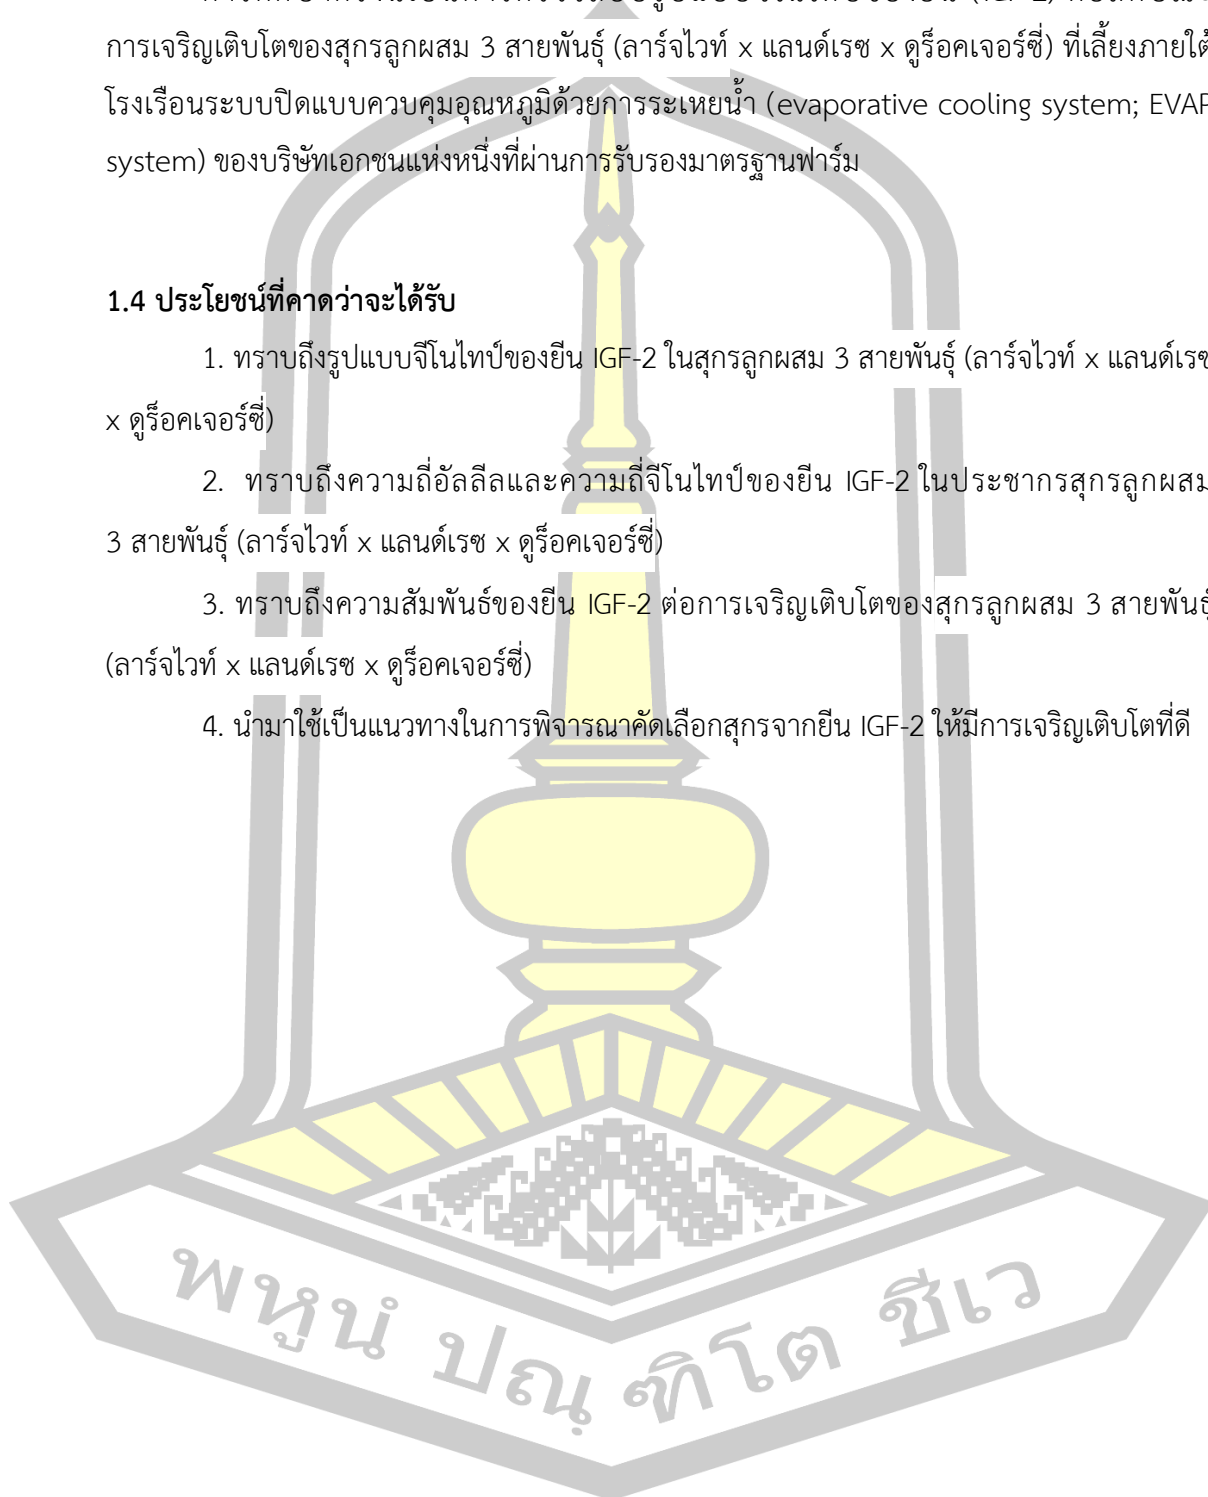 การเจริญเติบโตของสุกรลูกผสม 3 สายพันธุ์ (ลาร์จไวท์ x แลนด์เรซ x ดูร็อคเจอร์ซี่) ที่เลี้ยงภายใต้
โรงเรือนระบบปิดแบบควบคุมอุณหภูมิด้วยการระเหยน้ำ (evaporative cooling system; EVAP
system) ของบริษัทเอกชนแห่งหนึ่งที่ผ่านการรับรองมาตรฐานฟาร์ม
1.4 ประโยชน์ที่คาดว่าจะได้รับ
1. ทราบถึงรูปแบบจีโนไทป์ของยีน IGF-2 ในสุกรลูกผสม 3 สายพันธุ์ (ลาร์จไวท์ x แลนด์เรซ
x ดูร็อคเจอร์ซี่)
2. ทราบถึงความถี่อัลลีลและความถี่จีโนไทป์ของยีน IGF-2 ในประชากรสุกรลูกผสม
3 สายพันธุ์ (ลาร์จไวท์ x แลนด์เรซ x ดูร็อคเจอร์ซี่)
3. ทราบถึงความสัมพันธ์ของยีน IGF-2 ต่อการเจริญเติบโตของสุกรลูกผสม 3 สายพันธุ์
(ลาร์จไวท์ x แลนด์เรซ x ดูร็อคเจอร์ซี่)
4. นำมาใช้เป็นแนวทางในการพิจารณาคัดเลือกสุกรจากยีน IGF-2 ให้มีการเจริญเติบโตที่ดี
พหูนํ ปณฺฑิโต ชีเว